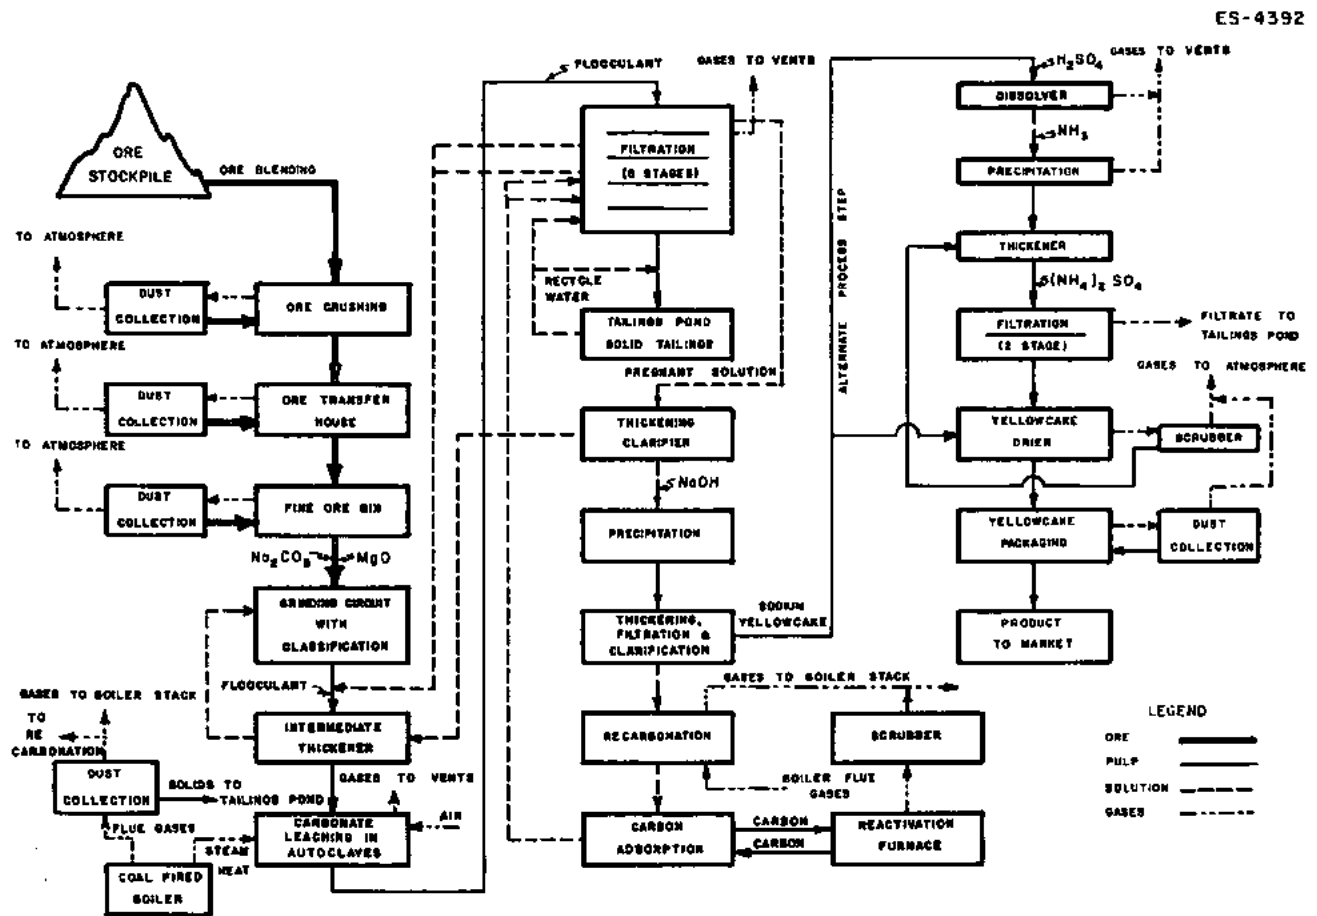 ES-4392
ORE
STOCKPILE
ORE BLENDING
TO ATMOSPHERE
DUST
COLLECTION
ORE CRUSHING
TO ATMOSPHERE
DUST
COLLECTION
ORE TRANSFER
HOUSE
TO ATMOSPHERE
DUST
COLLECTION
FINE ORE BIN
Na2CO3
MgO
GRINDING CIRCUIT
WITH
CLASSIFICATION
FLOOCULANT
INTERMEDIATE
THICKENER
GASES TO BOILER STACK
TO
RE
CARBONATION
DUST
COLLECTION
SOLIDS TO
TAILINGS POND
FLUE GASES
COAL FIRED
BOILER
STEAM
HEAT
GASES TO VENTS
AIR
CARBONATE
LEACHING IN
AUTOCLAVES
FLOOCULANT
GASES TO VENTS
FILTRATION
(6 STAGES)
RECYCLE
WATER
TAILINGS POND
SOLID TAILINGS
PREGNANT SOLUTION
THICKENING
CLARIFIER
NaOH
PRECIPITATION
THICKENING,
FILTRATION &
CLARIFICATION
SODIUM
YELLOWCAKE
GASES TO BOILER STACK
RECARBONATION
SCRUBBER
BOILER FLUE
GASES
CARBON
ADSORPTION
CARBON
CARBON
REACTIVATION
FURNACE
ALTERNATE PROCESS STEP
H2SO4
GASES TO VENTS
DISSOLVER
NH3
PRECIPITATION
THICKENER
(NH4)2 SO4
FILTRATION
(2 STAGE)
FILTRATE TO
TAILINGS POND
GASES TO ATMOSPHERE
YELLOWCAKE
DRIER
SCRUBBER
YELLOWCAKE
PACKAGING
DUST
COLLECTION
PRODUCT
TO MARKET
LEGEND
ORE
PULP
SOLUTION
GASES